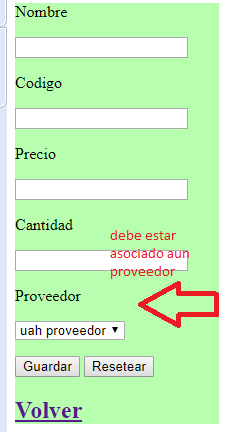 Nombre
Codigo
Precio
Cantidad
debe estar
asociado aun
proveedor
Proveedor
uah proveedor
Guardar Resetear
Volver